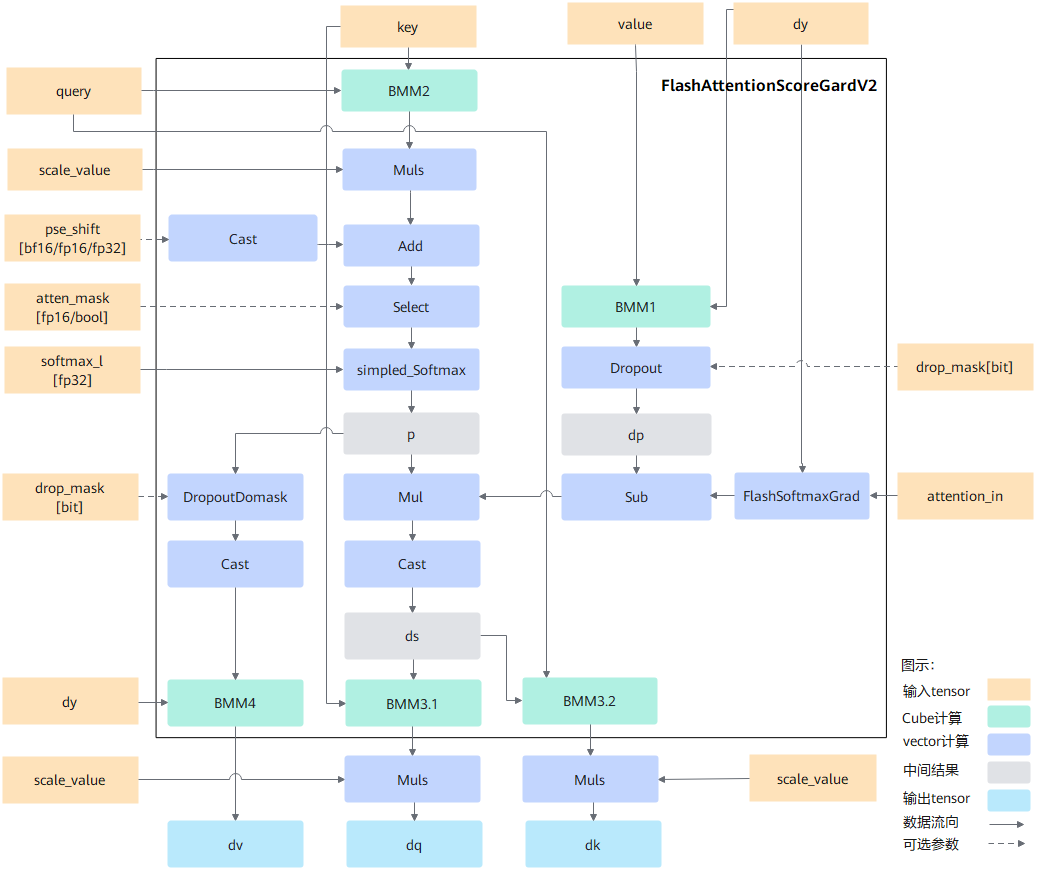 key
value
dy
FlashAttentionScoreGardV2
query
BMM2
scale_value
Muls
pse_shift
[bf16/fp16/fp32]
Cast
Add
atten_mask
[fp16/bool]
Select
BMM1
softmax_l
[fp32]
simpled_Softmax
Dropout
drop_mask[bit]
p
dp
drop_mask
[bit]
DropoutDomask
Mul
Sub
FlashSoftmaxGrad
attention_in
Cast
Cast
ds
dy
BMM4
BMM3.1
BMM3.2
scale_value
Muls
Muls
scale_value
dv
dq
dk
图示:
输入tensor
Cube计算
vector计算
中间结果
输出tensor
数据流向
可选参数